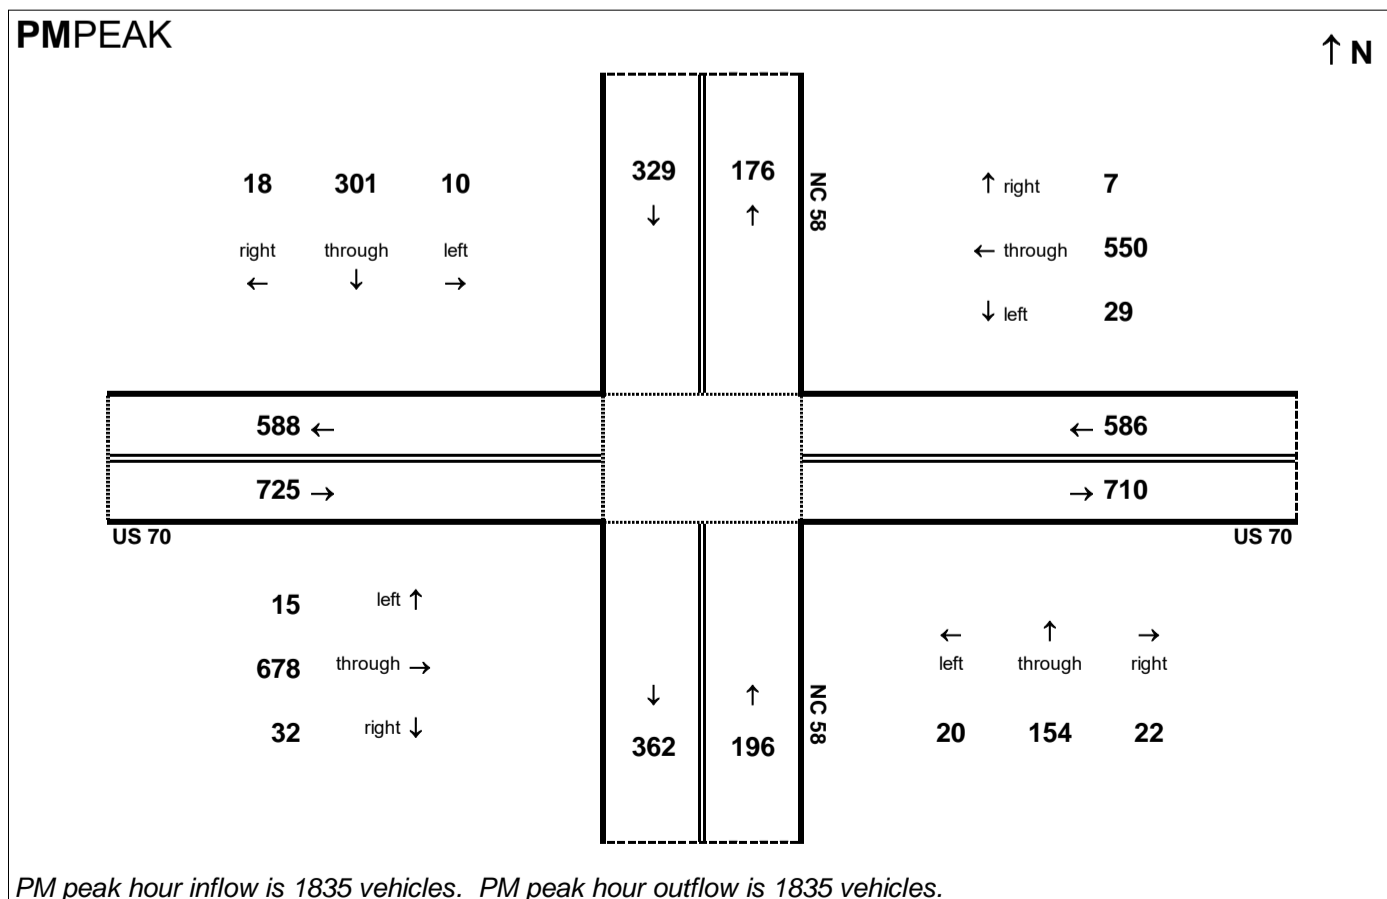 PMPEAK
↑ N
18 301 10
right through left
← ↓ →
329 176
↓ ↑
NC 58
↑ right 7
← through 550
↓ left 29
588 ←
← 586
725 →
→ 710
US 70
US 70
15 left ↑
678 through →
32 right ↓
↓ ↑
362 196
NC 58
← ↑ →
left through right
20 154 22
PM peak hour inflow is 1835 vehicles. PM peak hour outflow is 1835 vehicles.